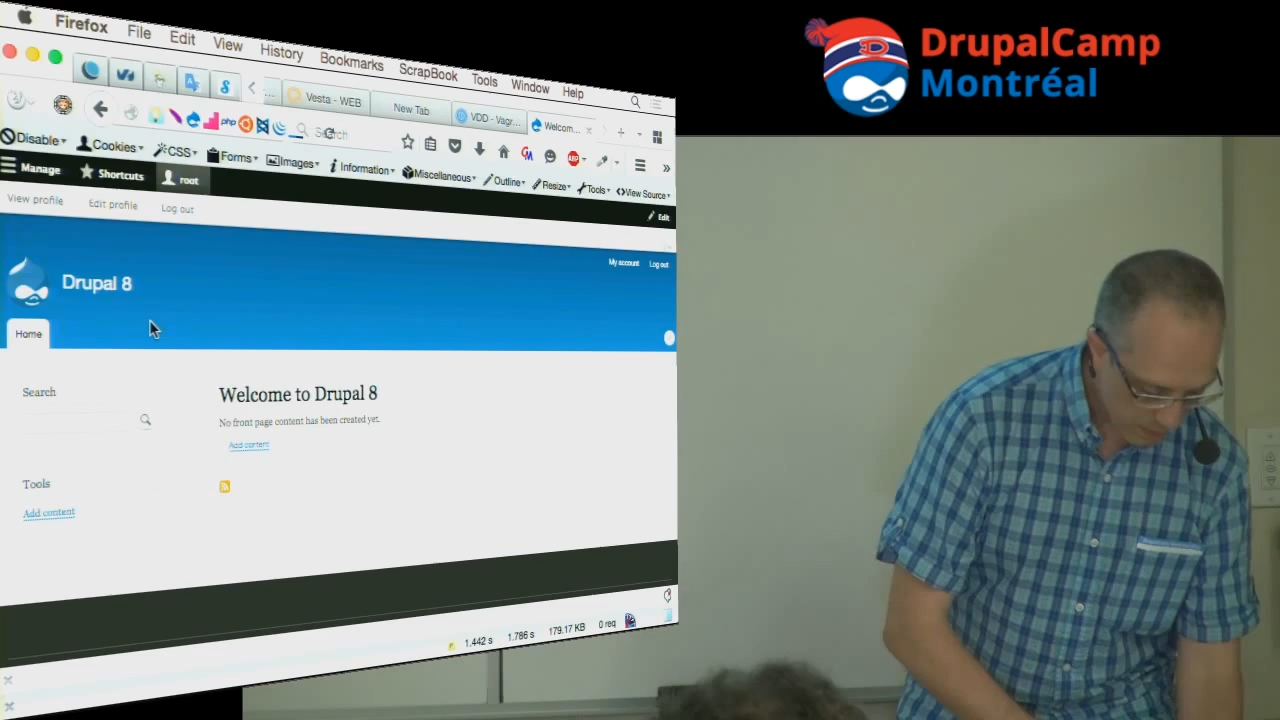 Firefox File Edit View History Bookmarks ScrapBook Tools Window Help
Vesta - WEB New Tab VDD - Vagr... Welcom...
php Search
Disable Cookies CSS Forms Images Information Miscellaneous Outline Resize Tools View Source
Manage Shortcuts root
View profile Edit profile Log out
Edit
My account Log out
Drupal 8
Home
Search
Welcome to Drupal 8
No front page content has been created yet.
Add content
Tools
Add content
1.442 s 1.786 s 179.17 KB 0 req
DrupalCamp
Montréal